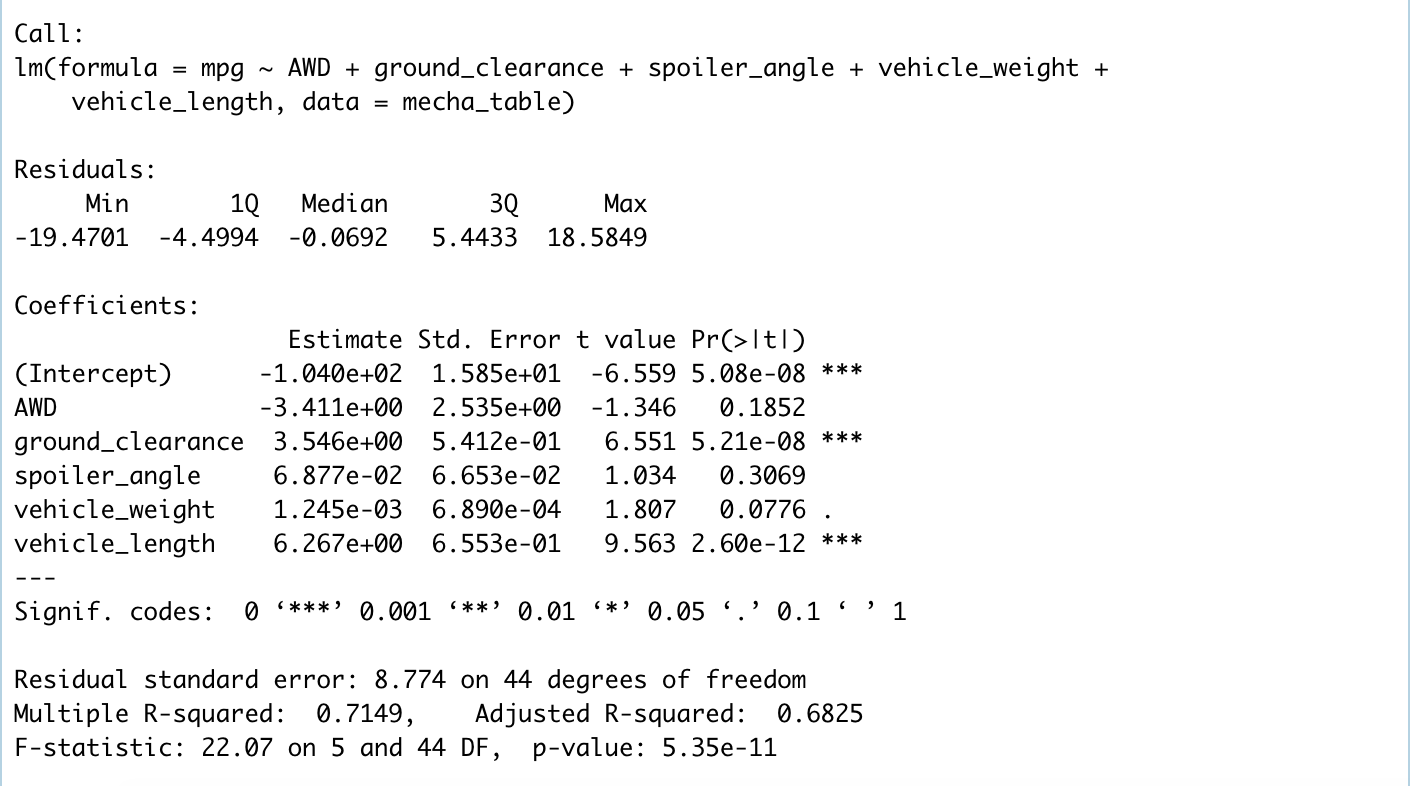 Call:
lm(formula = mpg ~ AWD + ground_clearance + spoiler_angle + vehicle_weight +
    vehicle_length, data = mecha_table)

Residuals:
     Min       1Q   Median       3Q      Max
-19.4701  -4.4994  -0.0692   5.4433  18.5849

Coefficients:
                   Estimate Std. Error t value Pr(>|t|)
(Intercept)      -1.040e+02  1.585e+01  -6.559 5.08e-08 ***
AWD              -3.411e+00  2.535e+00  -1.346   0.1852
ground_clearance  3.546e+00  5.412e-01   6.551 5.21e-08 ***
spoiler_angle     6.877e-02  6.653e-02   1.034   0.3069
vehicle_weight    1.245e-03  6.890e-04   1.807   0.0776 .
vehicle_length    6.267e+00  6.553e-01   9.563 2.60e-12 ***
---
Signif. codes:  0 ‘***’ 0.001 ‘**’ 0.01 ‘*’ 0.05 ‘.’ 0.1 ‘ ’ 1

Residual standard error: 8.774 on 44 degrees of freedom
Multiple R-squared:  0.7149,    Adjusted R-squared:  0.6825
F-statistic: 22.07 on 5 and 44 DF,  p-value: 5.35e-11